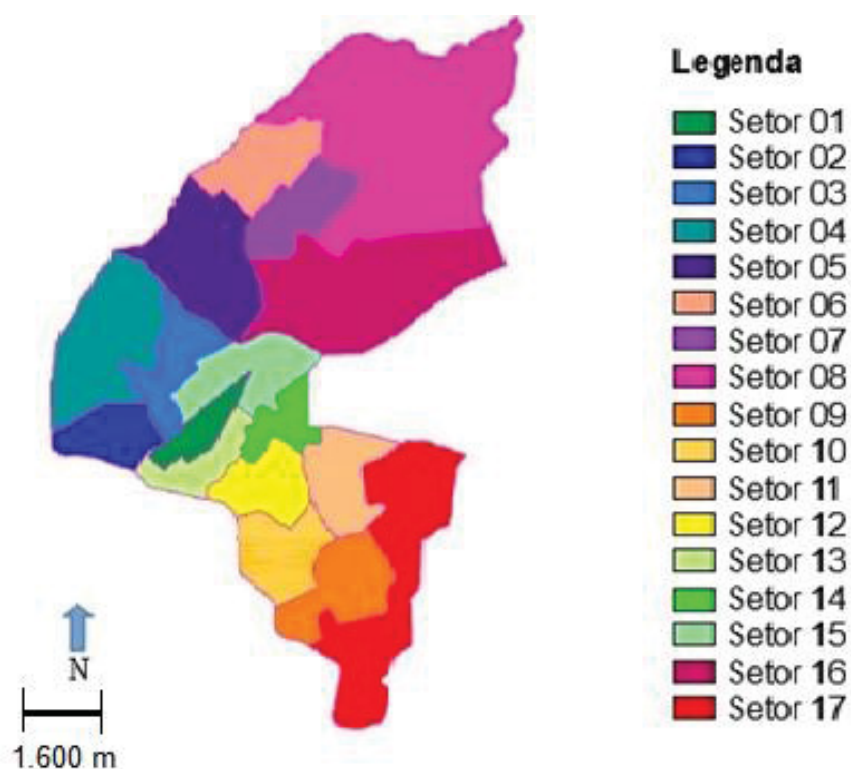 Legenda
Setor 01
Setor 02
Setor 03
Setor 04
Setor 05
Setor 06
Setor 07
Setor 08
Setor 09
Setor 10
Setor 11
Setor 12
Setor 13
Setor 14
Setor 15
Setor 16
Setor 17
N
1.600 m